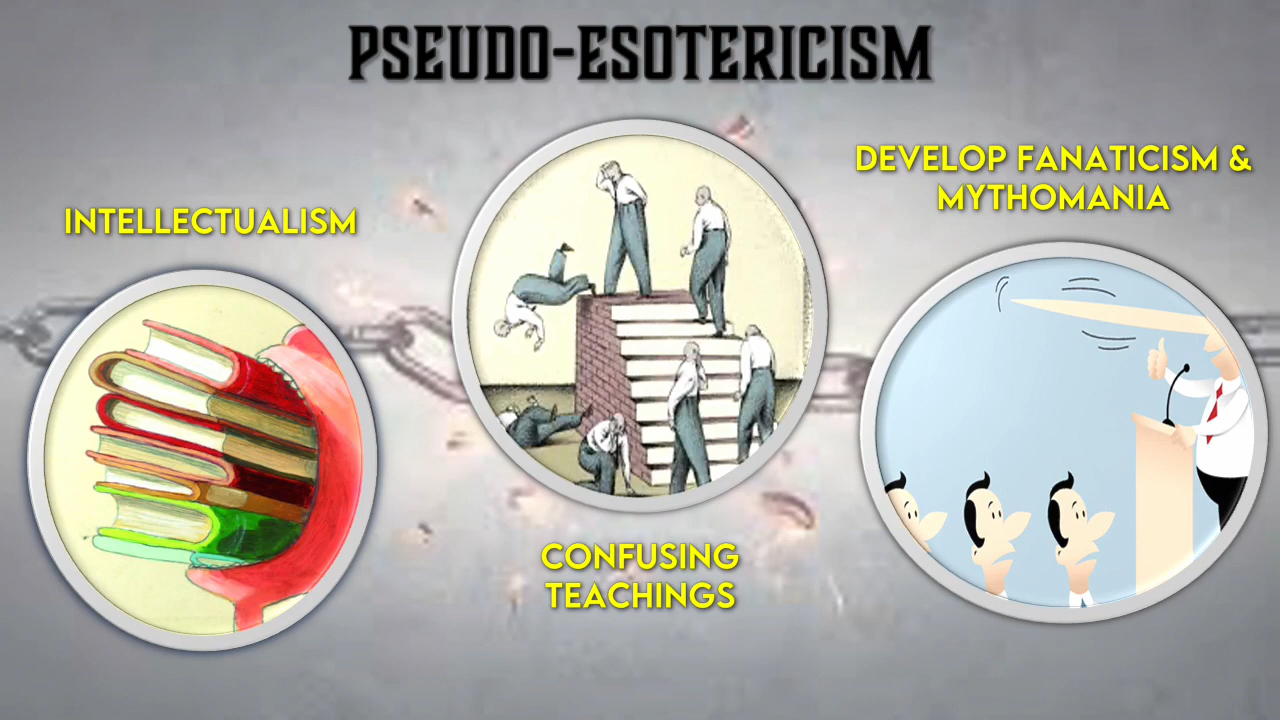 PSEUDO-ESOTERICISM
INTELLECTUALISM
CONFUSING
TEACHINGS
DEVELOP FANATICISM &
MYTHOMANIA